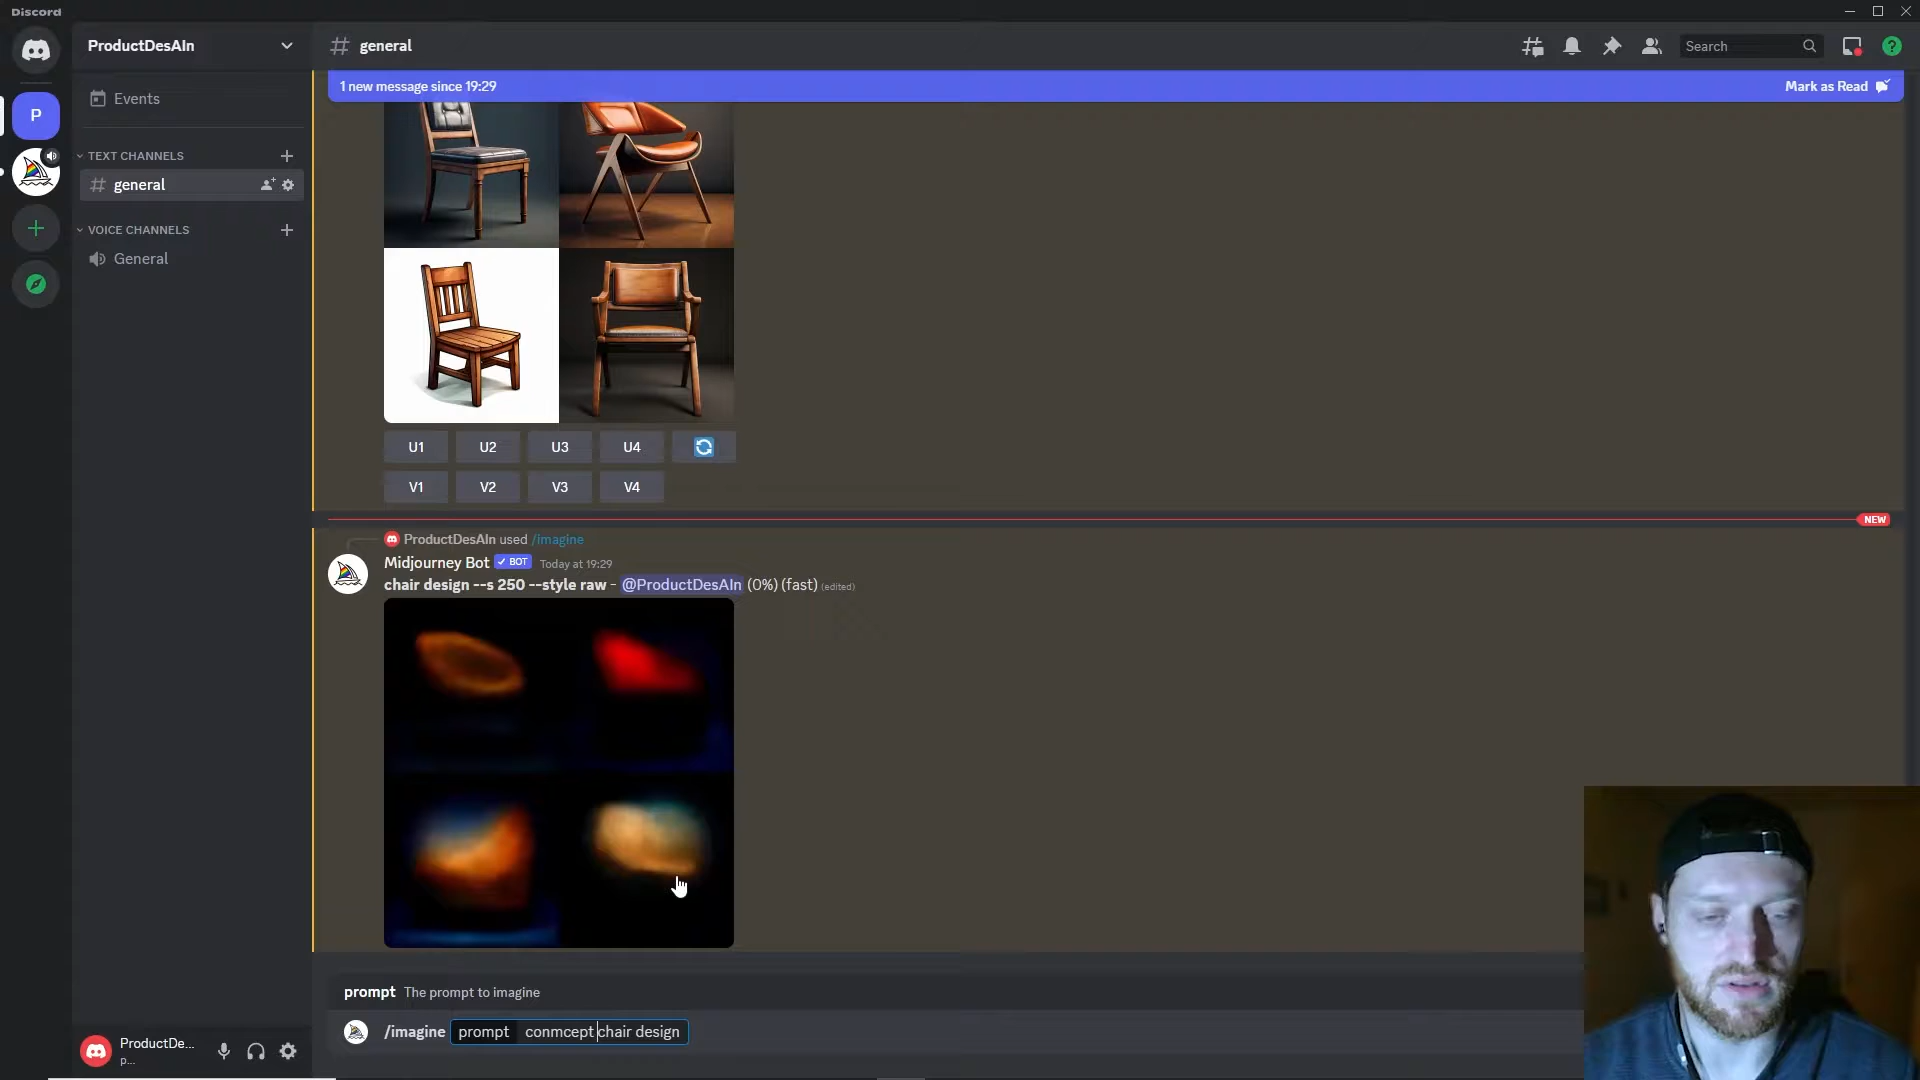 Discord
ProductDesAIn
general
Search
1 new message since 19:29
Mark as Read
P
Events
TEXT CHANNELS
general
VOICE CHANNELS
General
U1
U2
U3
U4
V1
V2
V3
V4
NEW
ProductDesAIn used /imagine
Midjourney Bot ✓ BOT Today at 19:29
chair design --s 250 --style raw - @ProductDesAIn (0%) (fast) (edited)
prompt The prompt to imagine
/imagine prompt conmcept chair design
ProductDe...
p...